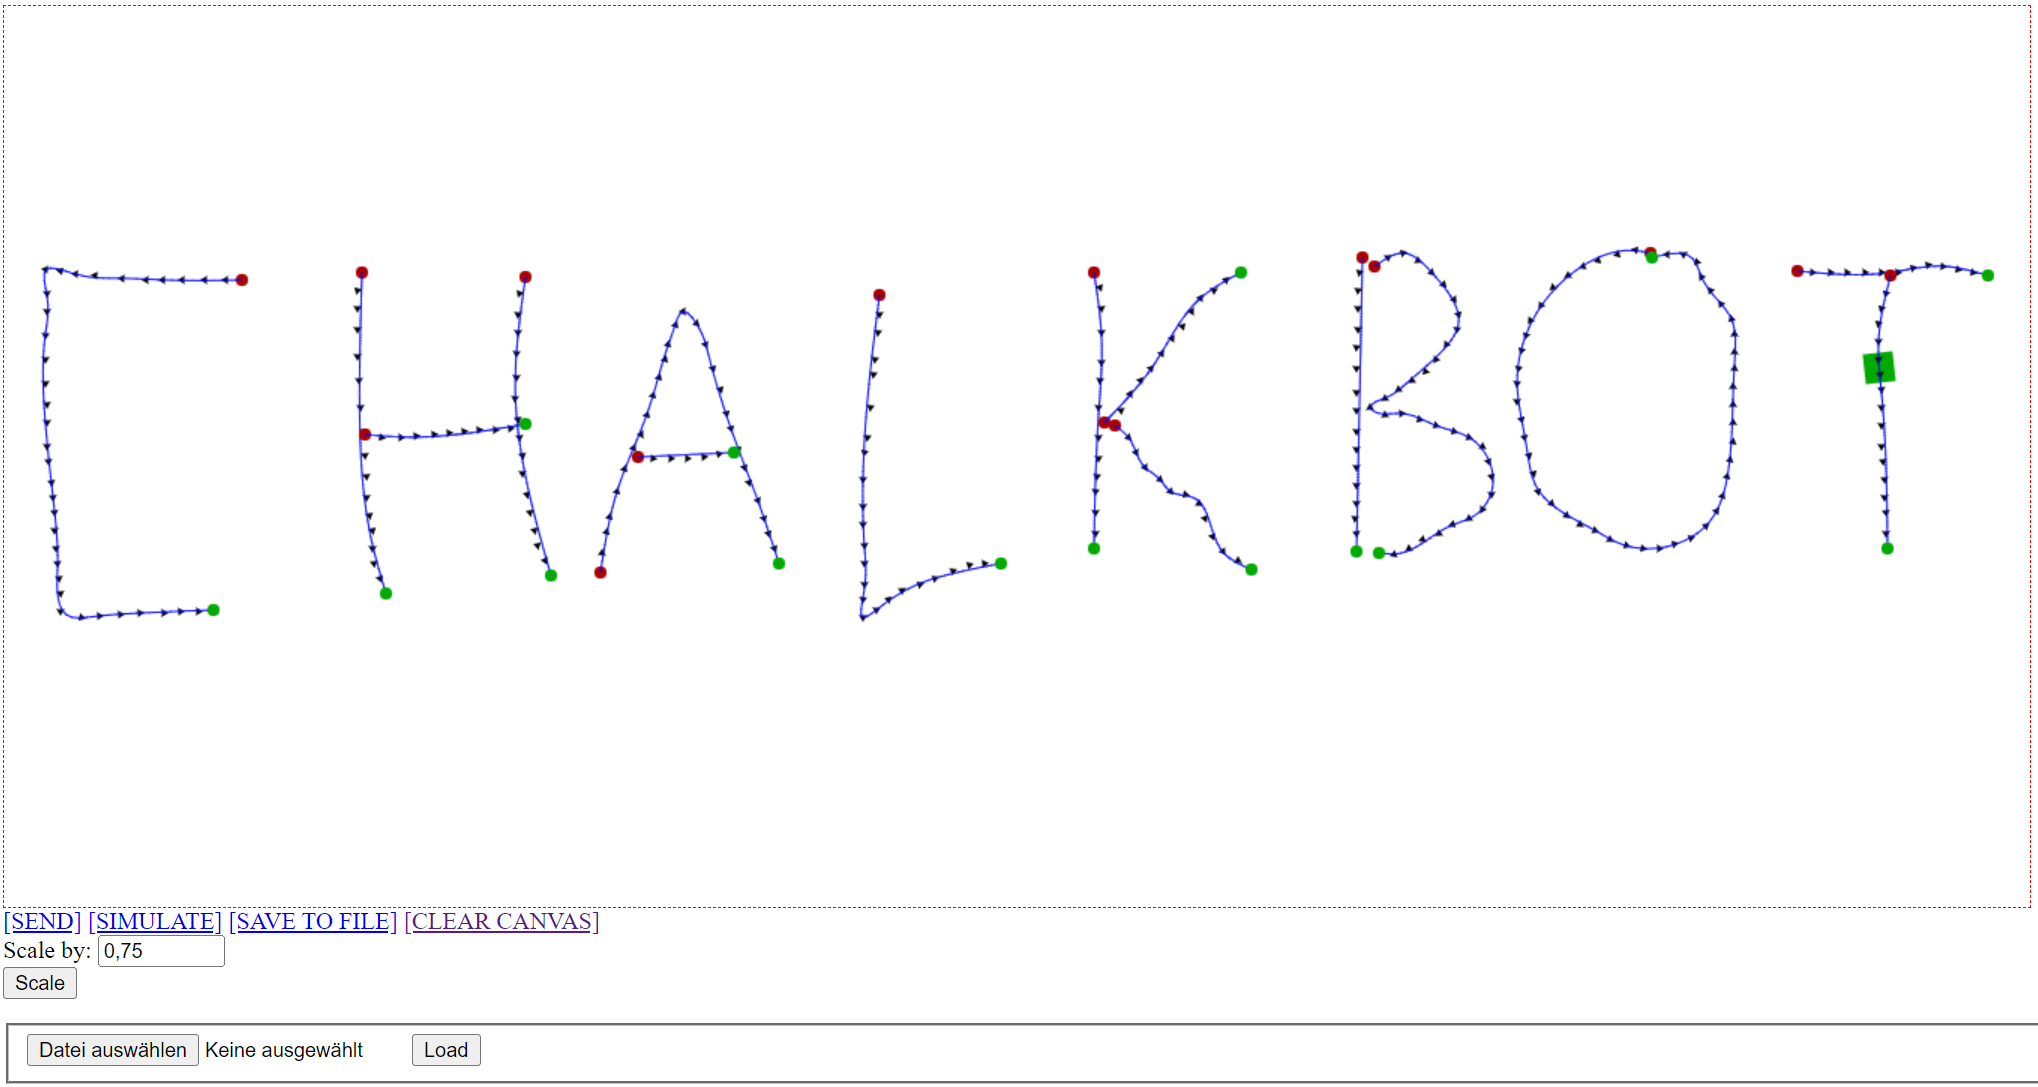 CHALKBOT
[SEND] [SIMULATE] [SAVE TO FILE] [CLEAR CANVAS]
Scale by: 0,75
Scale
Datei auswählen Keine ausgewählt Load